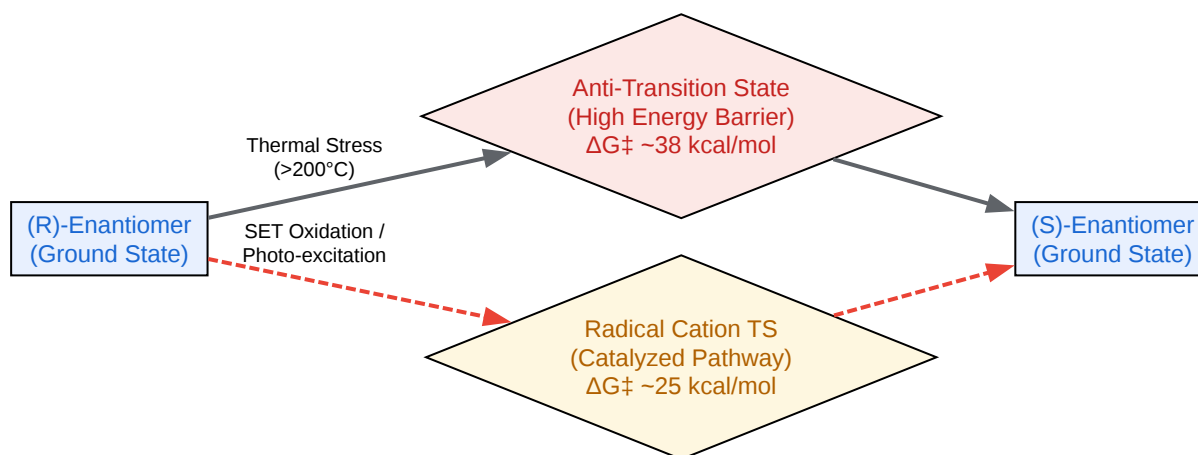 Anti-Transition State
(High Energy Barrier)
ΔG‡ ~38 kcal/mol
Thermal Stress
(>200°C)
(R)-Enantiomer
(Ground State)
SET Oxidation /
Photo-excitation
(S)-Enantiomer
(Ground State)
Radical Cation TS
(Catalyzed Pathway)
ΔG‡ ~25 kcal/mol